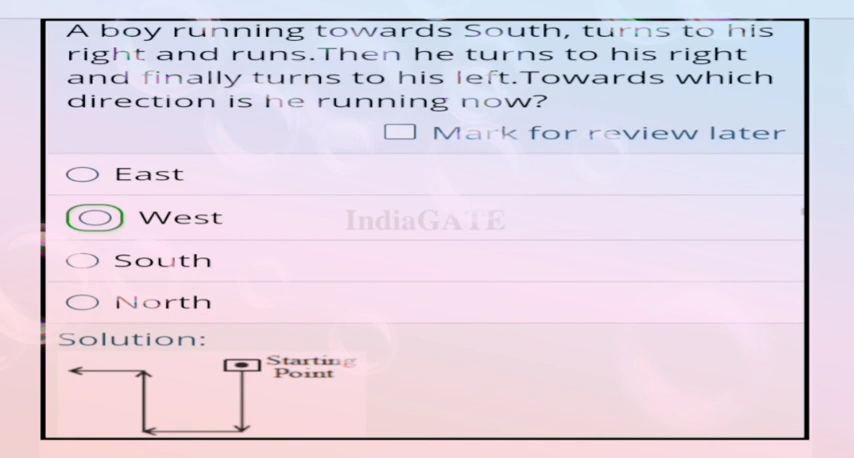 A boy running towards South, turns to his
right and runs.Then he turns to his right
and finally turns to his left.Towards which
direction is he running now?
Mark for review later
East
West
IndiaGATE
South
North
Solution:
Starting
Point